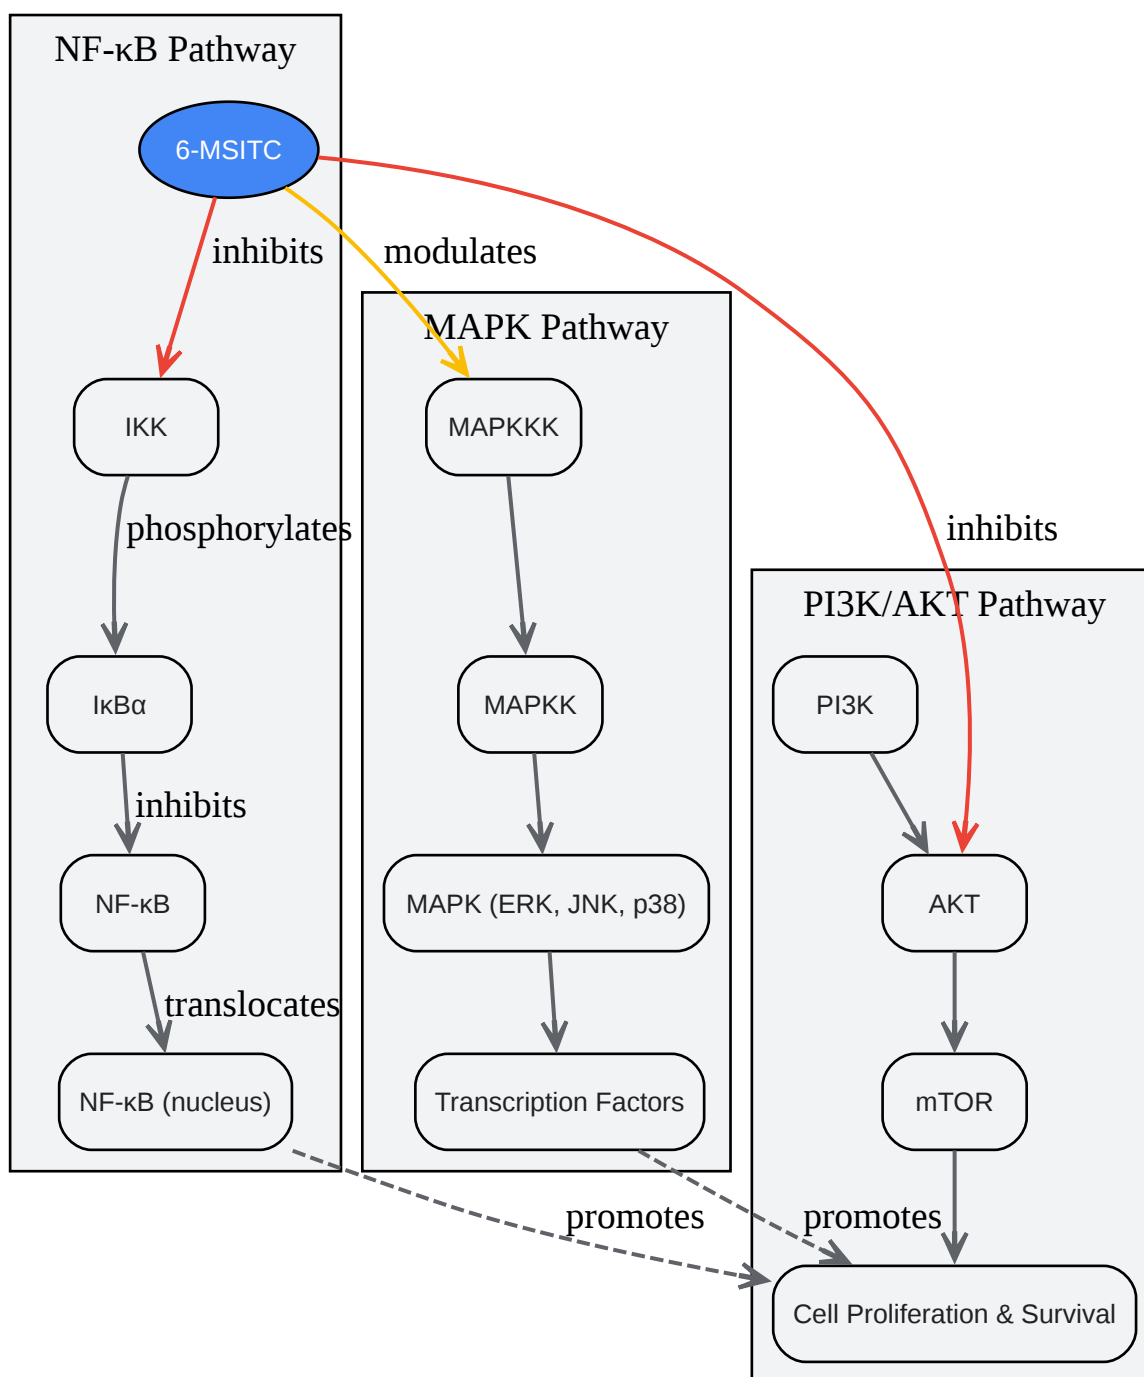 NF-κB Pathway
6-MSITC
inhibits
modulates
MAPK Pathway
IKK
MAPKKK
phosphorylates
inhibits
PI3K/AKT Pathway
IκBα
MAPKK
PI3K
inhibits
NF-κB
MAPK (ERK, JNK, p38)
AKT
translocates
NF-κB (nucleus)
Transcription Factors
mTOR
promotes
promotes
Cell Proliferation & Survival